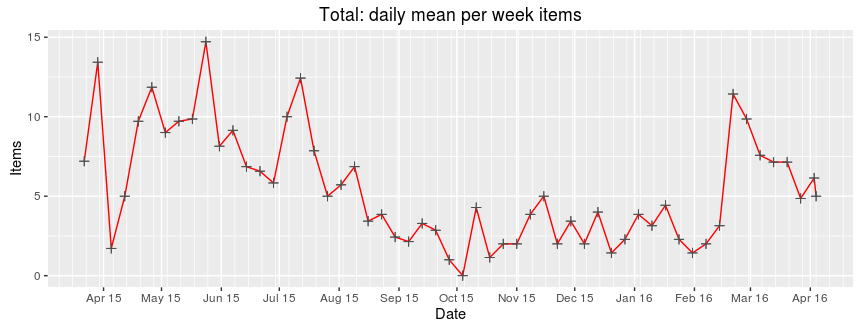 Total: daily mean per week items
15
10
5
0
Items
Apr 15 May 15 Jun 15 Jul 15 Aug 15 Sep 15 Oct 15 Nov 15 Dec 15 Jan 16 Feb 16 Mar 16 Apr 16
Date